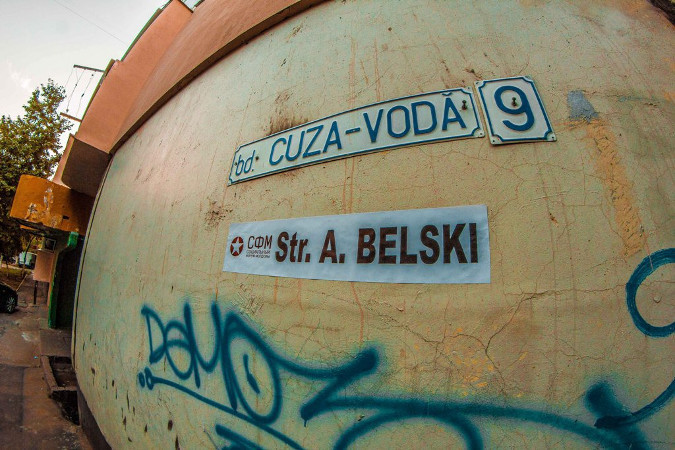 bd. CUZA-VODĂ 9
СФМ Str. A. BELSKI